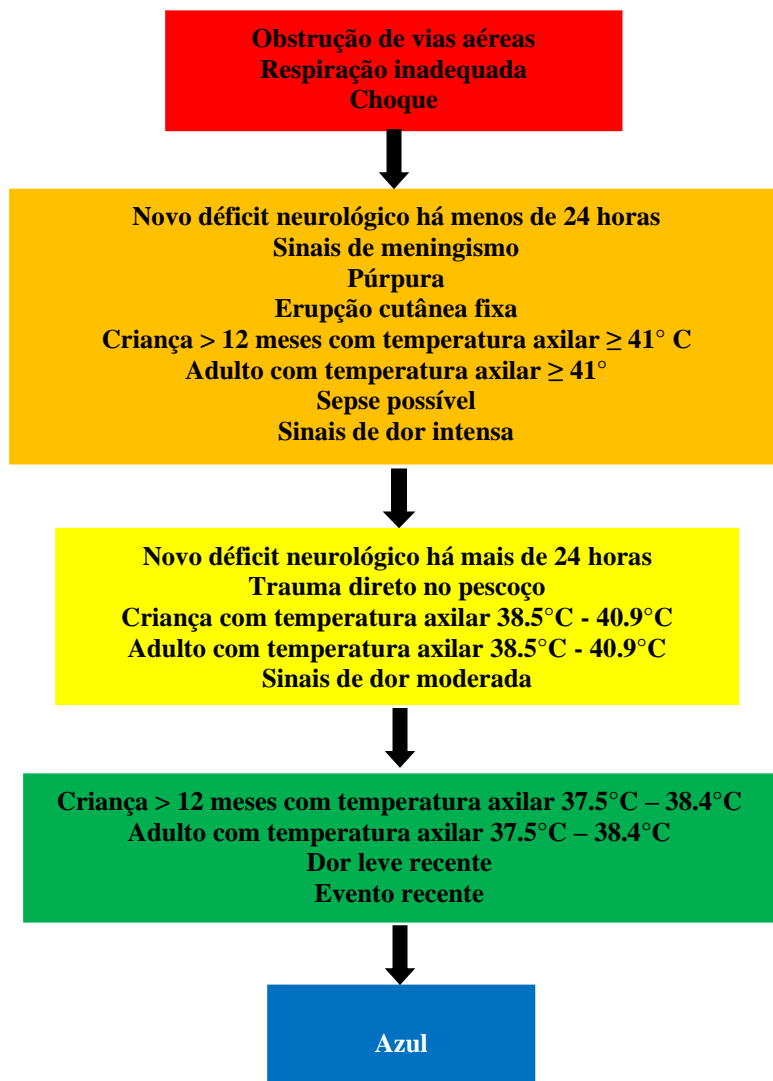 Obstrução de vias aéreas
Respiração inadequada
Choque
Novo déficit neurológico há menos de 24 horas
Sinais de meningismo
Púrpura
Erupção cutânea fixa
Criança > 12 meses com temperatura axilar ≥ 41° C
Adulto com temperatura axilar ≥ 41°
Sepse possível
Sinais de dor intensa
Novo déficit neurológico há mais de 24 horas
Trauma direto no pescoço
Criança com temperatura axilar 38.5°C - 40.9°C
Adulto com temperatura axilar 38.5°C - 40.9°C
Sinais de dor moderada
Criança > 12 meses com temperatura axilar 37.5°C – 38.4°C
Adulto com temperatura axilar 37.5°C – 38.4°C
Dor leve recente
Evento recente
Azul